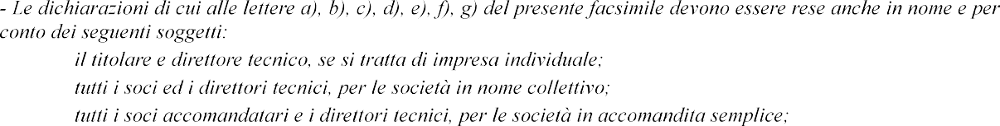 - Le dichiarazioni di cui alle lettere a), b), c), d), e), f), g) del presente facsimile devono essere rese anche in nome e per
conto dei seguenti soggetti:
il titolare e direttore tecnico, se si tratta di impresa individuale;
tutti i soci ed i direttori tecnici, per le società in nome collettivo;
tutti i soci accomandatari e i direttori tecnici, per le società in accomandita semplice;